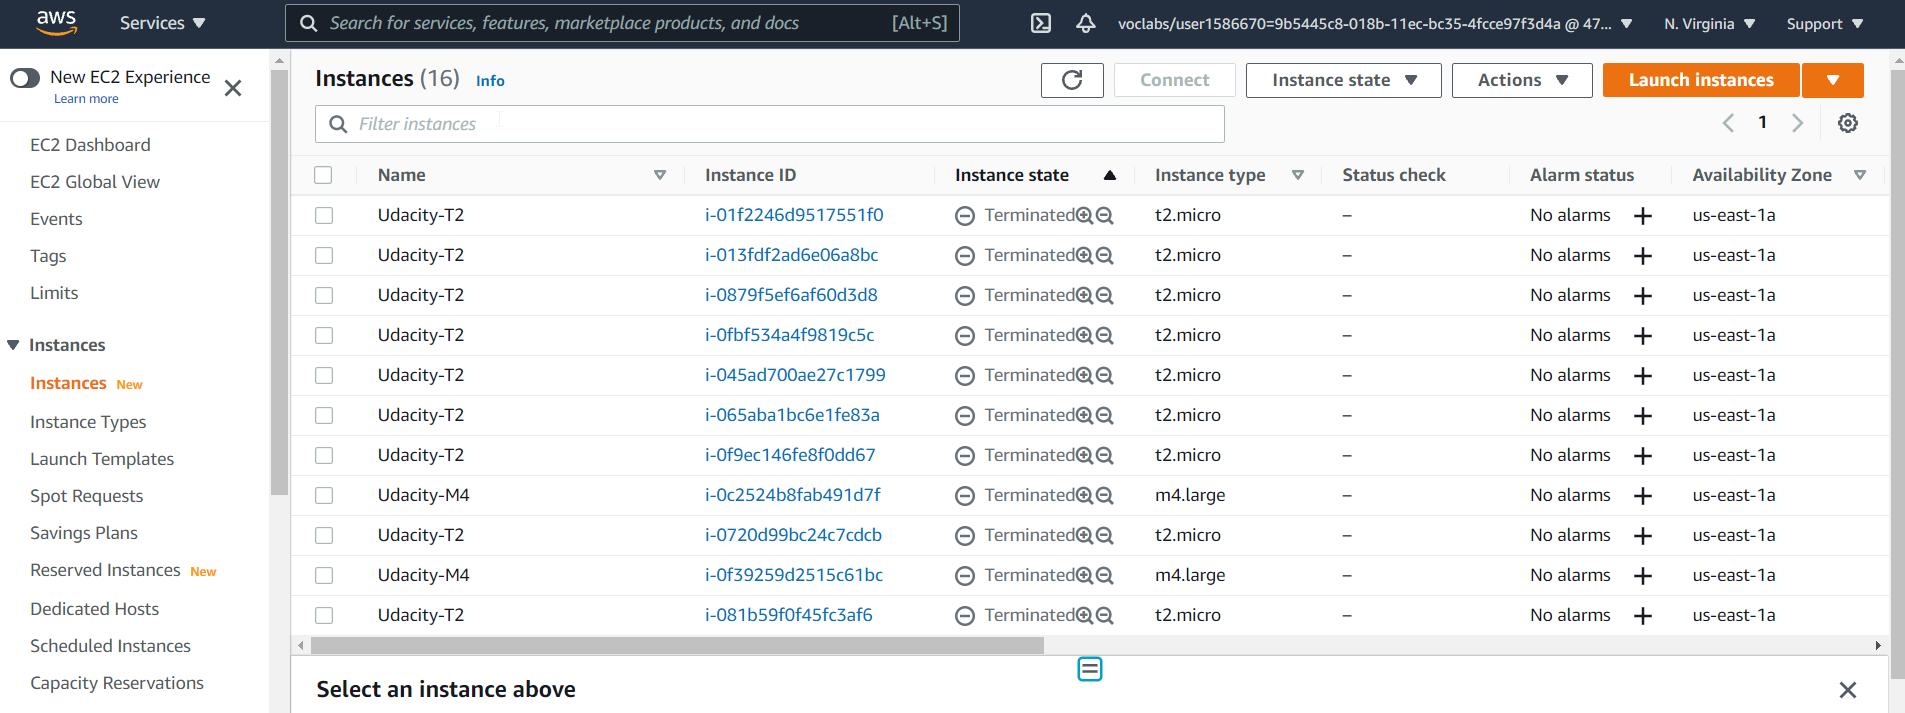 aws Services Search for services, features, marketplace products, and docs [Alt+S] voclabs/user1586670=9b5445c8-018b-11ec-bc35-4fcce97f3d4a @ 47... N. Virginia Support
New EC2 Experience
Learn more
EC2 Dashboard
EC2 Global View
Events
Tags
Limits
Instances
Instances New
Instance Types
Launch Templates
Spot Requests
Savings Plans
Reserved Instances New
Dedicated Hosts
Scheduled Instances
Capacity Reservations
Instances (16) Info Connect Instance state Actions Launch instances
Filter instances 1
Name Instance ID Instance state Instance type Status check Alarm status Availability Zone
Udacity-T2 i-01f2246d9517551f0 Terminated t2.micro – No alarms + us-east-1a
Udacity-T2 i-013fdf2ad6e06a8bc Terminated t2.micro – No alarms + us-east-1a
Udacity-T2 i-0879f5ef6af60d3d8 Terminated t2.micro – No alarms + us-east-1a
Udacity-T2 i-0fbf534a4f9819c5c Terminated t2.micro – No alarms + us-east-1a
Udacity-T2 i-045ad700ae27c1799 Terminated t2.micro – No alarms + us-east-1a
Udacity-T2 i-065aba1bc6e1fe83a Terminated t2.micro – No alarms + us-east-1a
Udacity-T2 i-0f9ec146fe8f0dd67 Terminated t2.micro – No alarms + us-east-1a
Udacity-M4 i-0c2524b8fab491d7f Terminated m4.large – No alarms + us-east-1a
Udacity-T2 i-0720d99bc24c7cdcb Terminated t2.micro – No alarms + us-east-1a
Udacity-M4 i-0f39259d2515c61bc Terminated m4.large – No alarms + us-east-1a
Udacity-T2 i-081b59f0f45fc3af6 Terminated t2.micro – No alarms + us-east-1a
Select an instance above